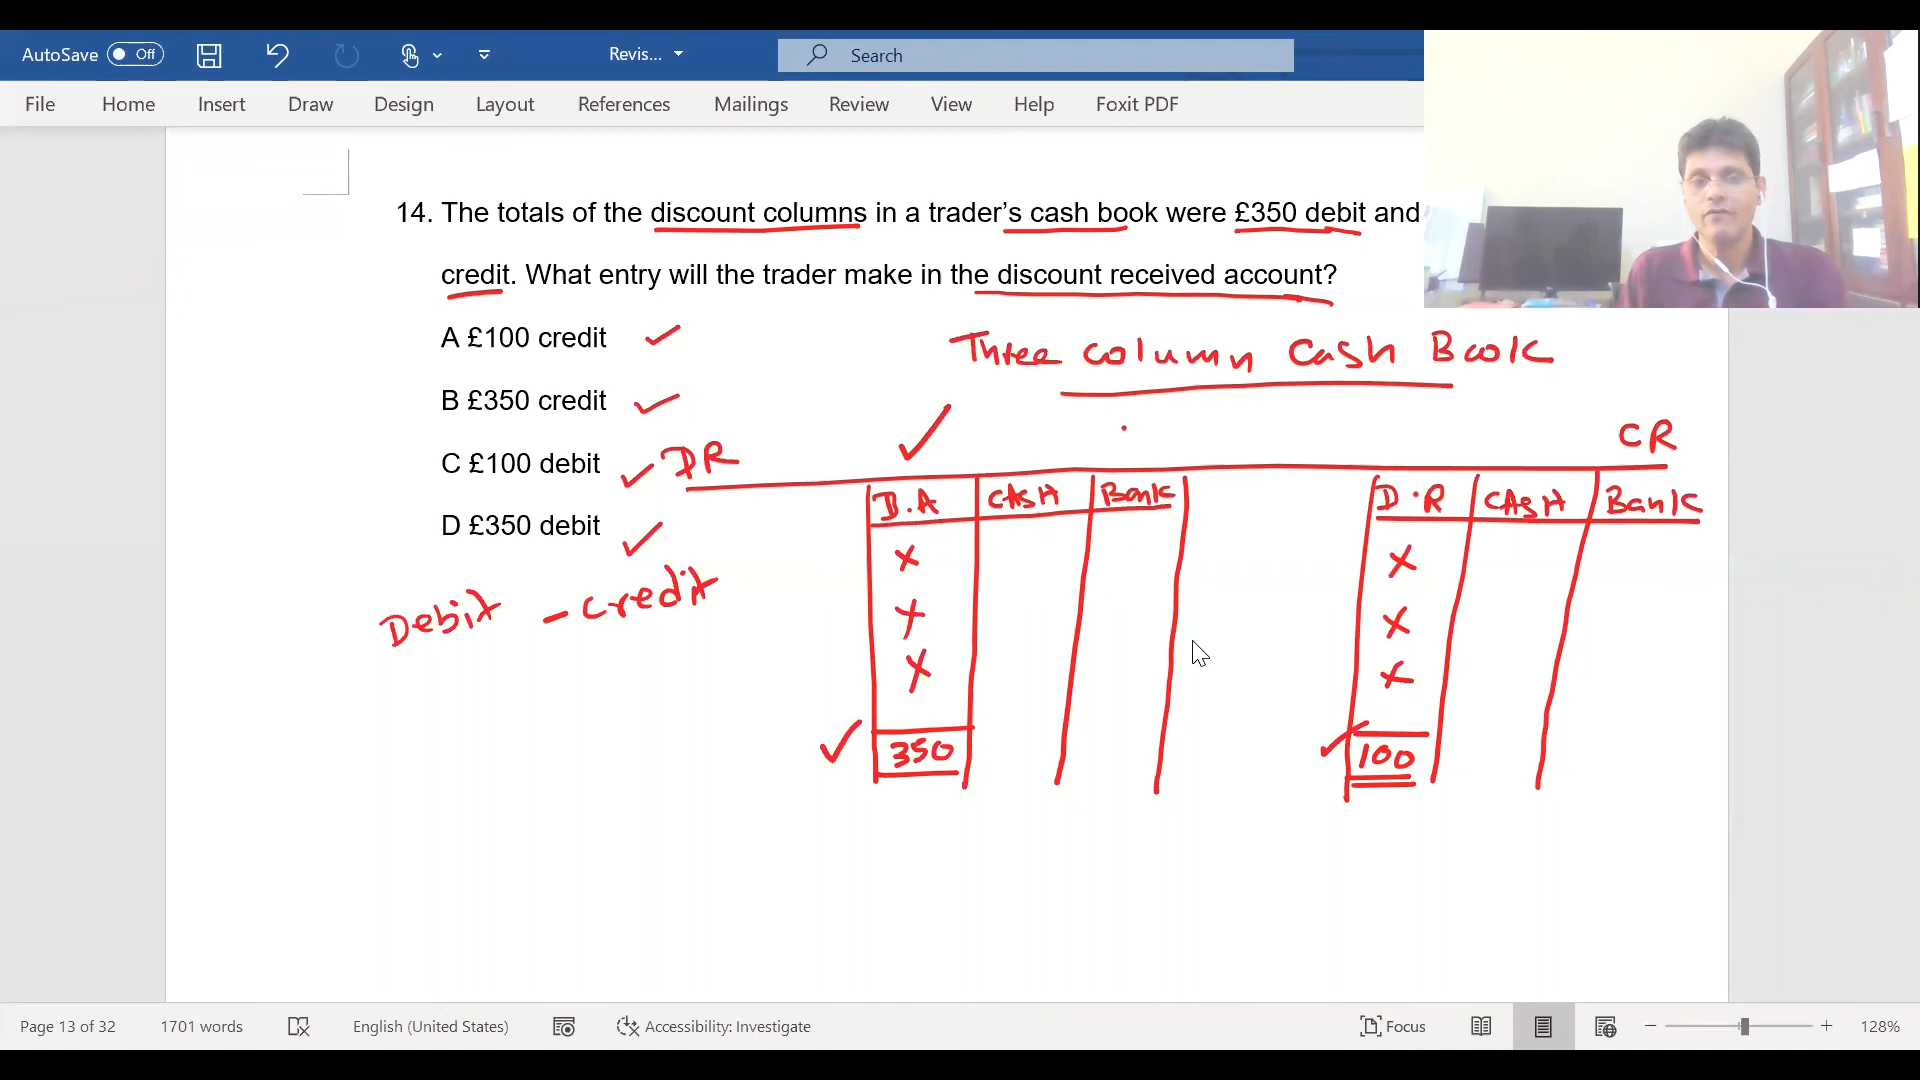 AutoSave Off Revis... Search
File Home Insert Draw Design Layout References Mailings Review View Help Foxit PDF
14. The totals of the discount columns in a trader's cash book were £350 debit and
credit. What entry will the trader make in the discount received account?
A £100 credit
B £350 credit
C £100 debit
D £350 debit
Debit - credit
Three column Cash Book
DR CR
D.A CASH Bank D.R CASH Bank
x x
x x
x x
350 100
Page 13 of 32 1701 words English (United States) Accessibility: Investigate Focus 128%